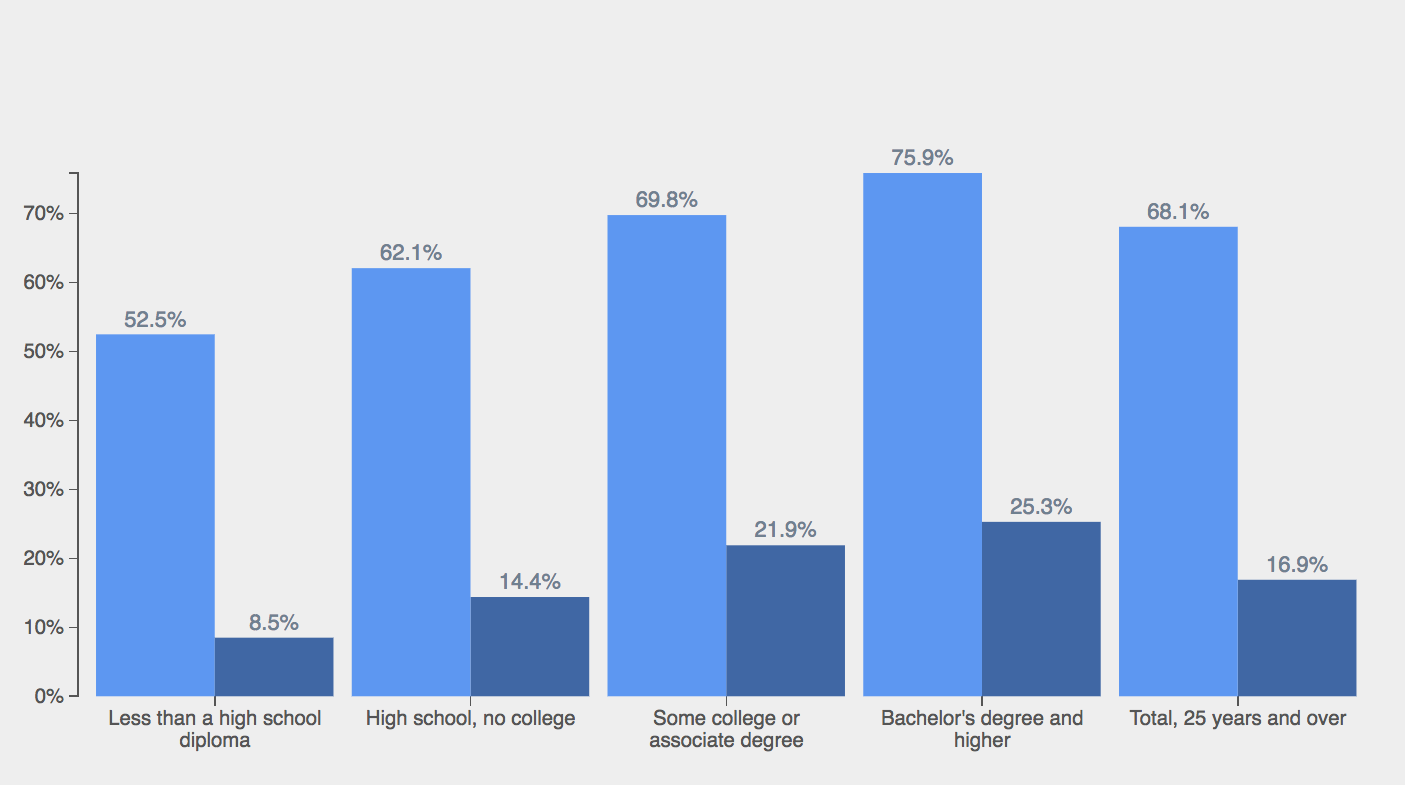 75.9%
69.8%
68.1%
62.1%
52.5%
25.3%
21.9%
16.9%
14.4%
8.5%
70%
60%
50%
40%
30%
20%
10%
0%
Less than a high school
diploma
High school, no college
Some college or
associate degree
Bachelor's degree and
higher
Total, 25 years and over